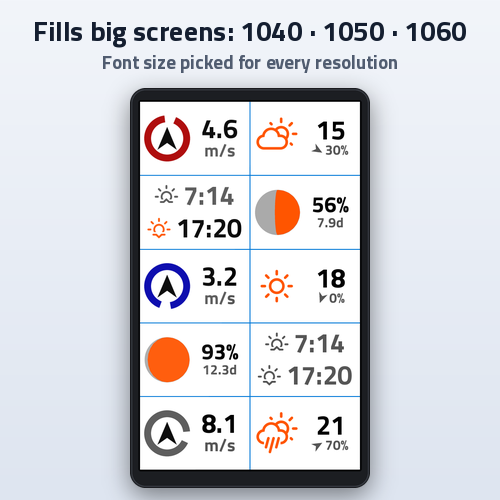 Fills big screens: 1040 · 1050 · 1060
Font size picked for every resolution
4.6
m/s
15
30%
7:14
17:20
56%
7.9d
3.2
m/s
18
0%
93%
12.3d
7:14
17:20
8.1
m/s
21
70%